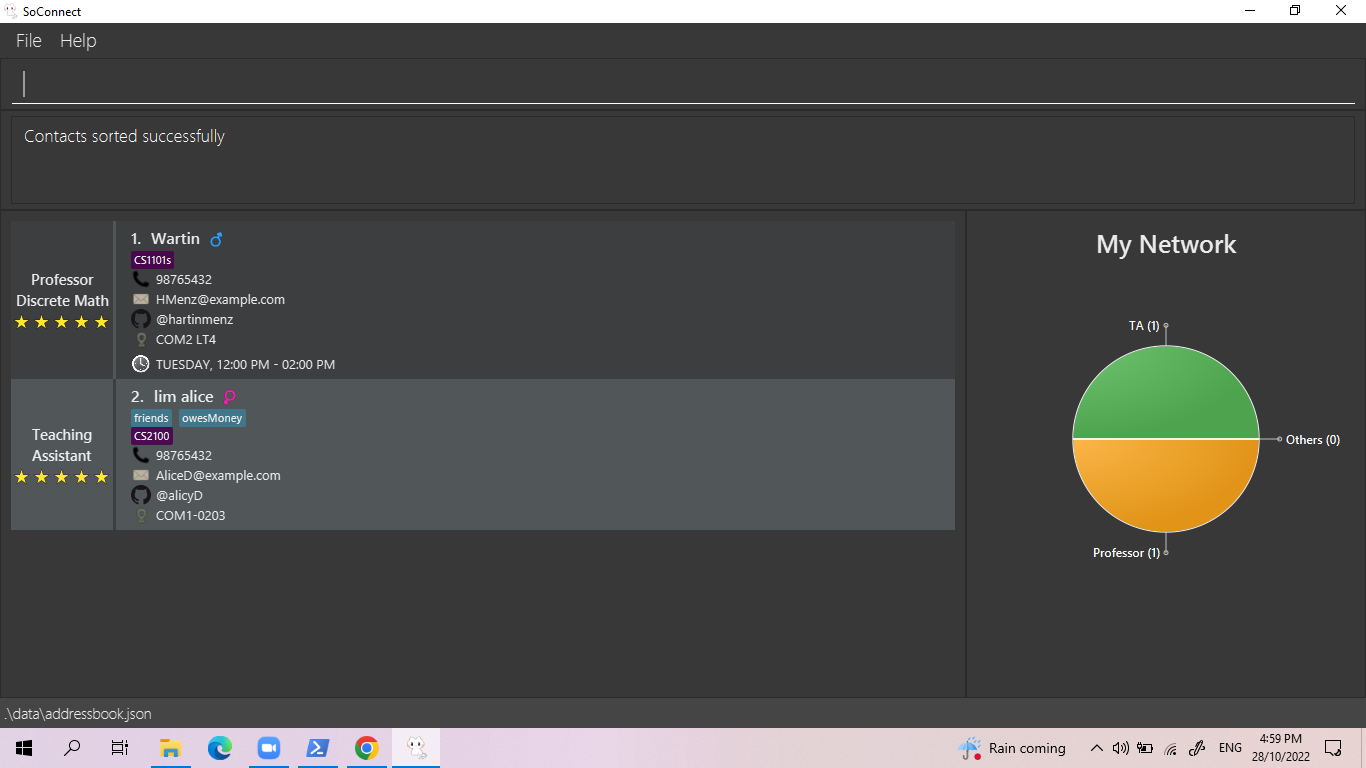 SoConnect
File Help
Contacts sorted successfully
Professor
Discrete Math
1. Wartin
CS1101s
98765432
HMenz@example.com
@hartinmenz
COM2 LT4
TUESDAY, 12:00 PM - 02:00 PM
Teaching
Assistant
2. lim alice
friends owesMoney
CS2100
98765432
AliceD@example.com
@alicyD
COM1-0203
My Network
TA (1)
Others (0)
Professor (1)
.\data\addressbook.json
Rain coming
ENG
4:59 PM
28/10/2022